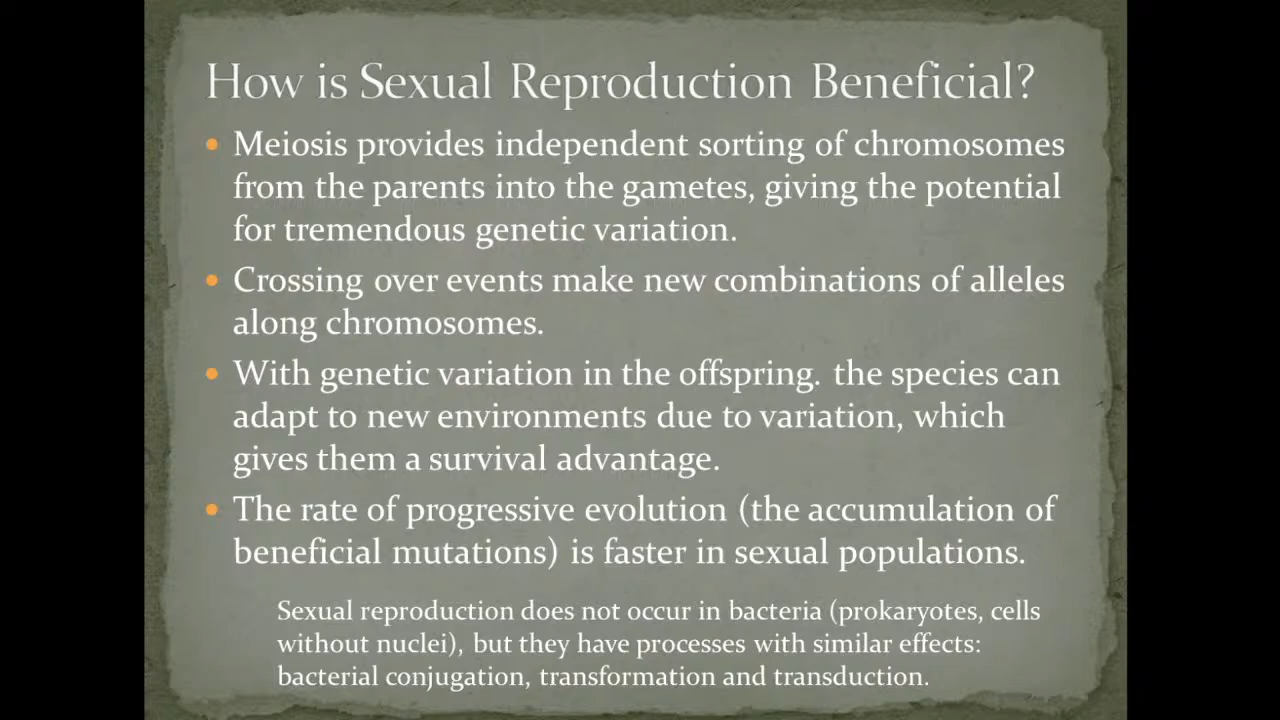 How is Sexual Reproduction Beneficial?
• Meiosis provides independent sorting of chromosomes
from the parents into the gametes, giving the potential
for tremendous genetic variation.
• Crossing over events make new combinations of alleles
along chromosomes.
• With genetic variation in the offspring. the species can
adapt to new environments due to variation, which
gives them a survival advantage.
• The rate of progressive evolution (the accumulation of
beneficial mutations) is faster in sexual populations.
Sexual reproduction does not occur in bacteria (prokaryotes, cells
without nuclei), but they have processes with similar effects:
bacterial conjugation, transformation and transduction.